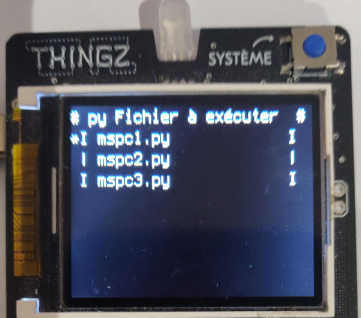 THINGZ
SYSTÈME
# py Fichier à exécuter #
*I mspc1.py I
| mspc2.py |
I mspc3.py I